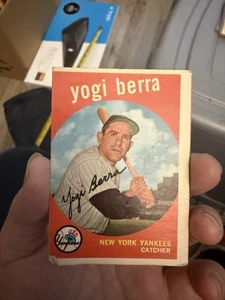 yogi berra
Yogi Berra
NEW YORK YANKEES
CATCHER